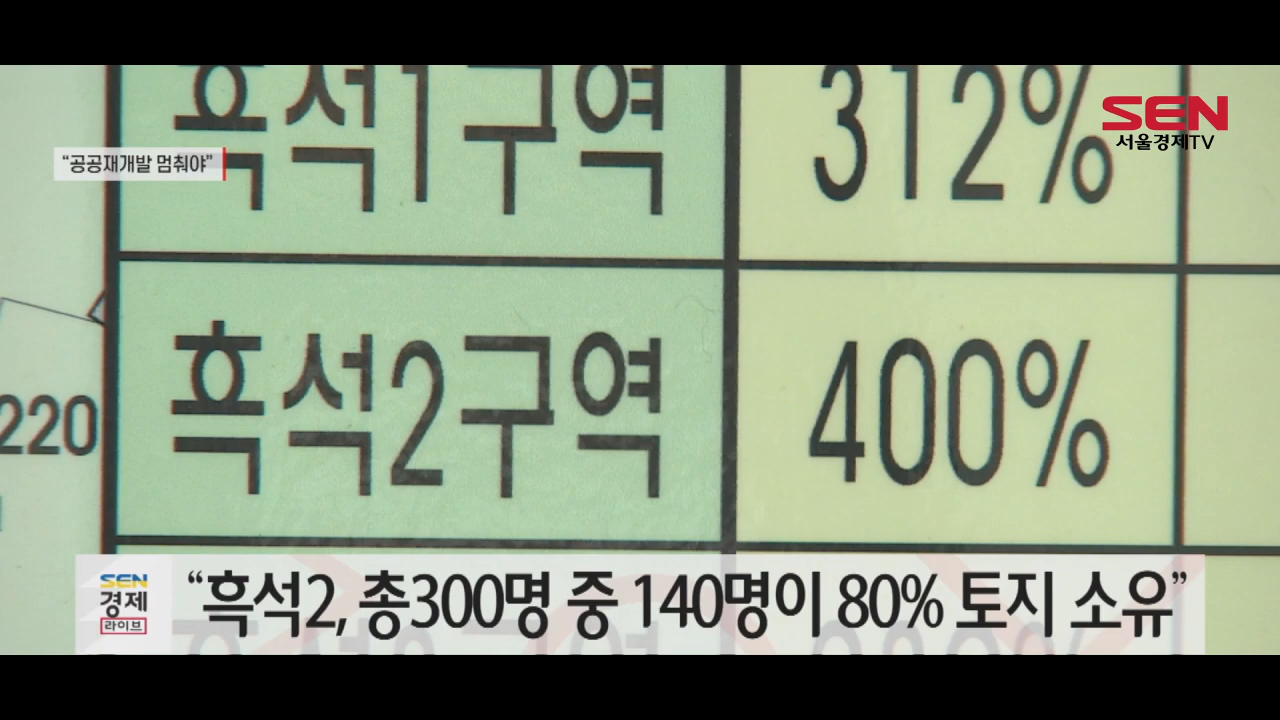 흑석1구역 312%
SEN
서울경제TV
“공공재개발 멈춰야”
흑석2구역 400%
220
SEN
경제
라이브
“흑석2, 총300명 중 140명이 80% 토지 소유”